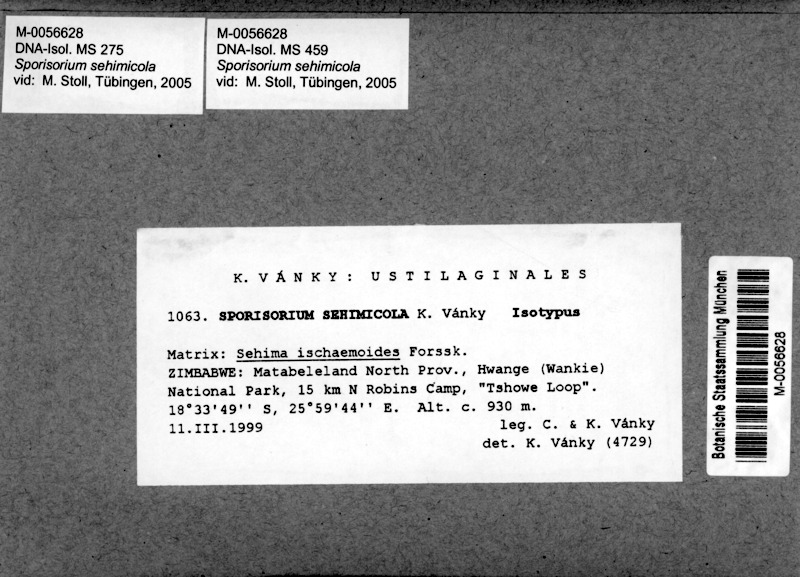 M-0056628
DNA-Isol. MS 275
Sporisorium sehimicola
vid: M. Stoll, Tübingen, 2005
M-0056628
DNA-Isol. MS 459
Sporisorium sehimicola
vid: M. Stoll, Tübingen, 2005
K. VÁNKY: USTILAGINALES
1063. SPORISORIUM SEHIMICOLA K. Vánky Isotypus
Matrix: Sehima ischaemoides Forssk.
ZIMBABWE: Matabeleland North Prov., Hwange (Wankie)
National Park, 15 km N Robins Camp, "Tshowe Loop".
18°33'49'' S, 25°59'44'' E. Alt. c. 930 m.
11.III.1999 leg. C. & K. Vánky
det. K. Vánky (4729)
Botanische Staatssammlung München
M-0056628